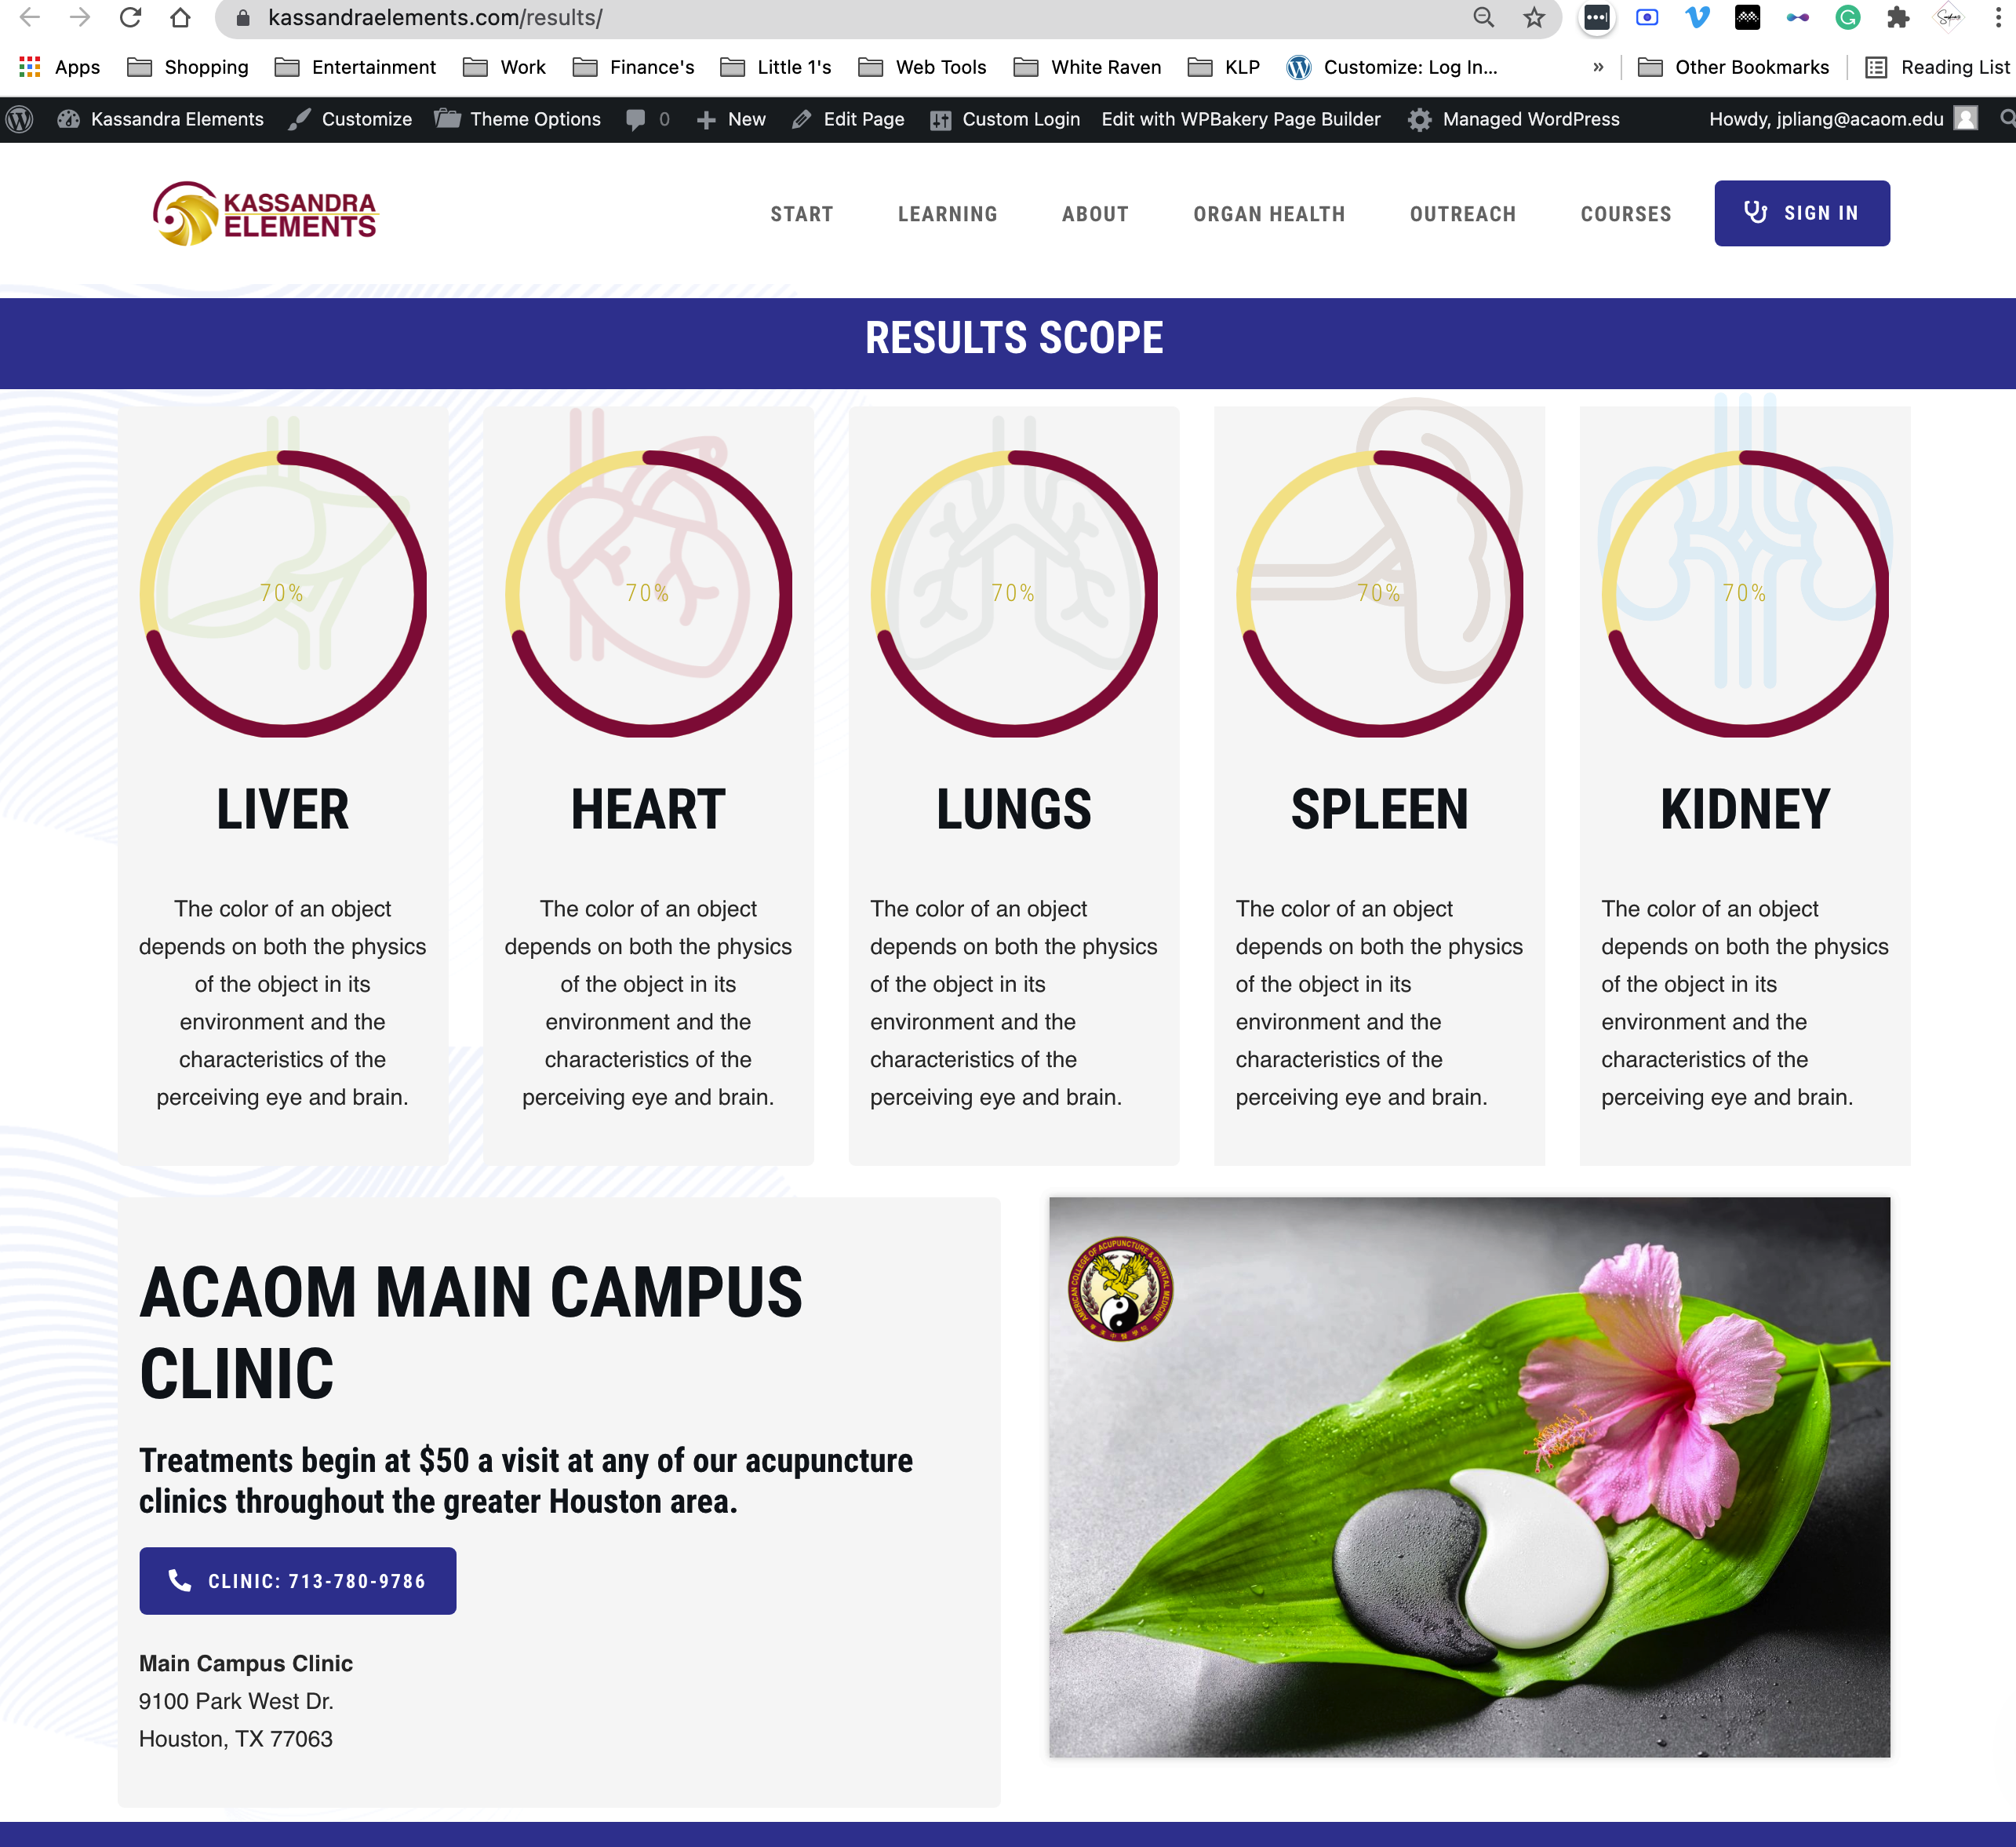 kassandraelements.com/results/
Apps Shopping Entertainment Work Finance's Little 1's Web Tools White Raven KLP Customize: Log In... » Other Bookmarks Reading List
Kassandra Elements Customize Theme Options 0 New Edit Page Custom Login Edit with WPBakery Page Builder Managed WordPress Howdy, jpliang@acaom.edu
KASSANDRA
ELEMENTS
START LEARNING ABOUT ORGAN HEALTH OUTREACH COURSES SIGN IN
RESULTS SCOPE
70%
LIVER
The color of an object
depends on both the physics
of the object in its
environment and the
characteristics of the
perceiving eye and brain.
70%
HEART
The color of an object
depends on both the physics
of the object in its
environment and the
characteristics of the
perceiving eye and brain.
70%
LUNGS
The color of an object
depends on both the physics
of the object in its
environment and the
characteristics of the
perceiving eye and brain.
70%
SPLEEN
The color of an object
depends on both the physics
of the object in its
environment and the
characteristics of the
perceiving eye and brain.
70%
KIDNEY
The color of an object
depends on both the physics
of the object in its
environment and the
characteristics of the
perceiving eye and brain.
ACAOM MAIN CAMPUS
CLINIC
Treatments begin at $50 a visit at any of our acupuncture
clinics throughout the greater Houston area.
CLINIC: 713-780-9786
Main Campus Clinic
9100 Park West Dr.
Houston, TX 77063
AMERICAN COLLEGE OF ACUPUNCTURE & ORIENTAL MEDICINE